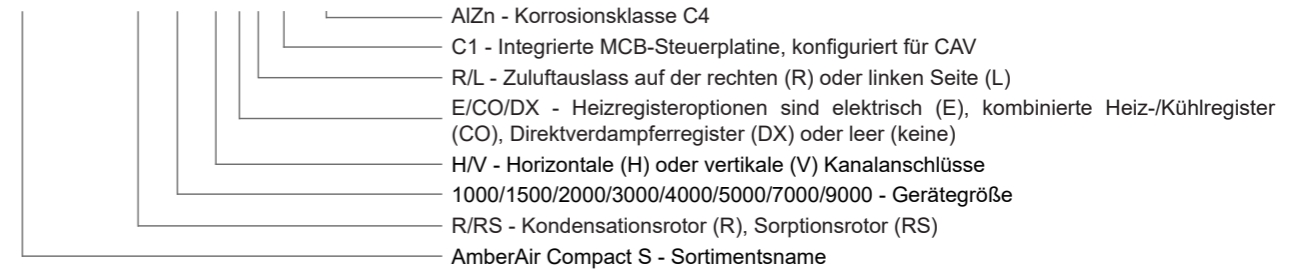 AlZn - Korrosionsklasse C4
C1 - Integrierte MCB-Steuerplatine, konfiguriert für CAV
R/L - Zuluftauslass auf der rechten (R) oder linken Seite (L)
E/CO/DX - Heizregisteroptionen sind elektrisch (E), kombinierte Heiz-/Kühlregister
(CO), Direktverdampferregister (DX) oder leer (keine)
H/V - Horizontale (H) oder vertikale (V) Kanalanschlüsse
1000/1500/2000/3000/4000/5000/7000/9000 - Gerätegröße
R/RS - Kondensationsrotor (R), Sorptionsrotor (RS)
AmberAir Compact S - Sortimentsname